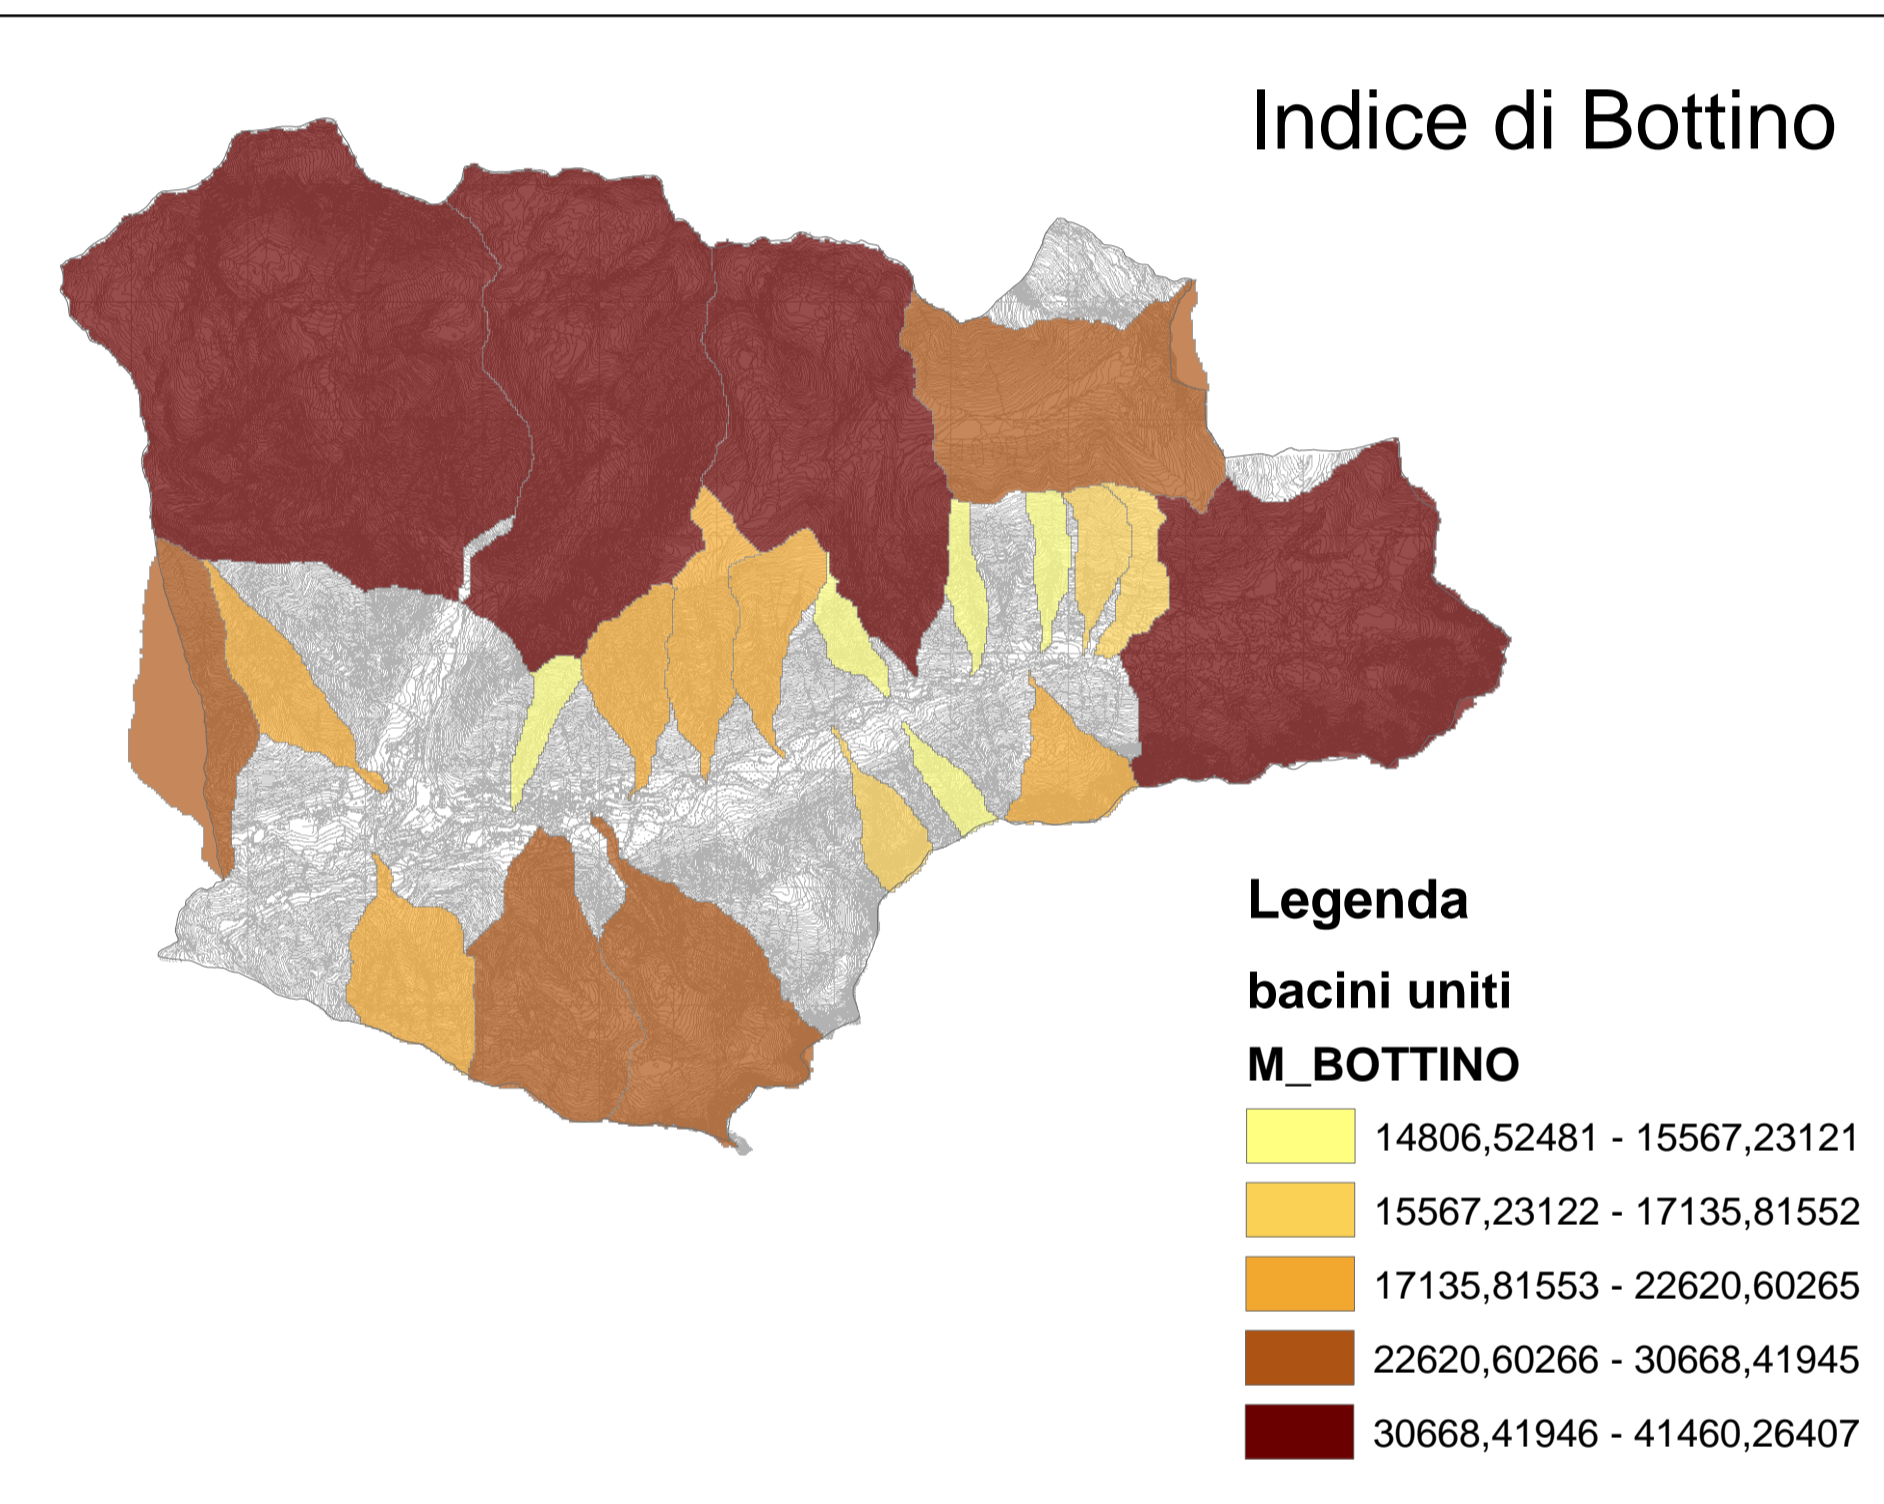 Indice di Bottino
Legenda
bacini uniti
M_BOTTINO
14806,52481 - 15567,23121
15567,23122 - 17135,81552
17135,81553 - 22620,60265
22620,60266 - 30668,41945
30668,41946 - 41460,26407